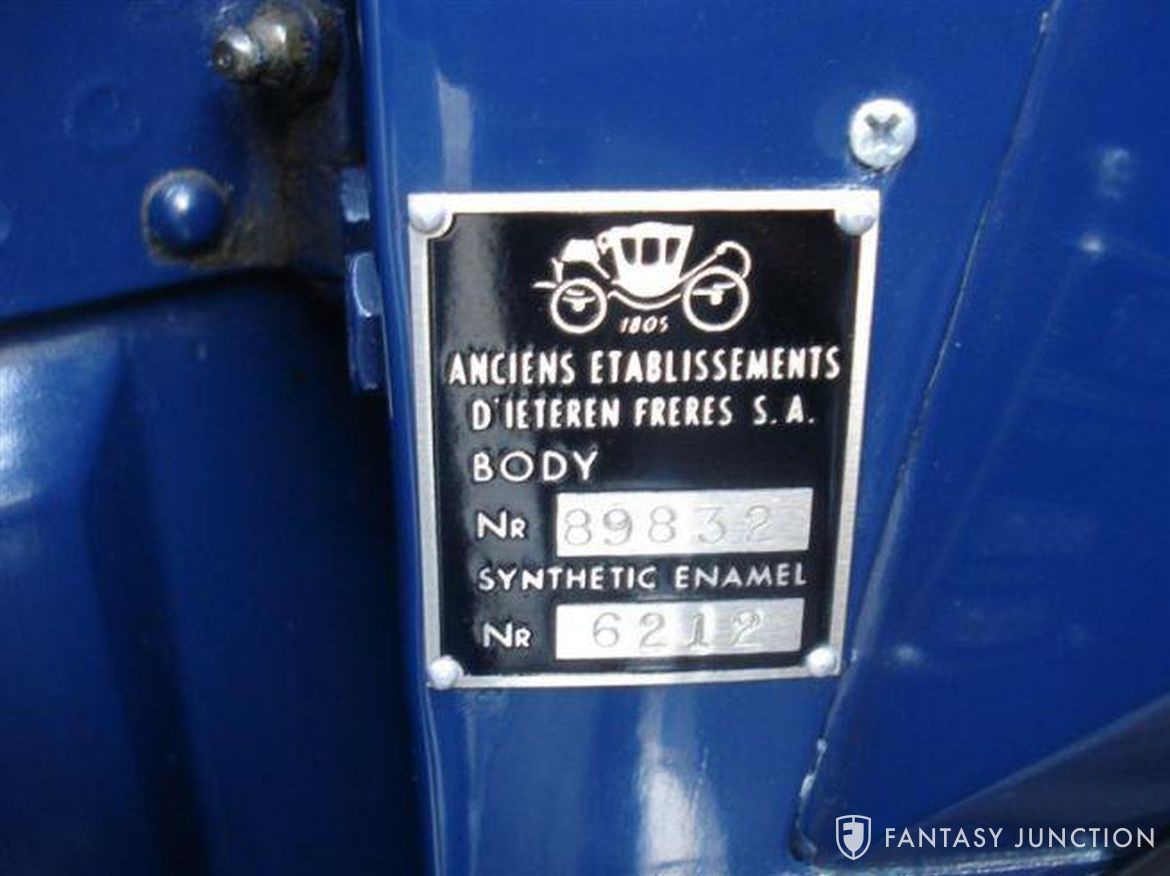 1805
ANCIENS ETABLISSEMENTS
D'IETEREN FRERES S.A.
BODY
NR 89832
SYNTHETIC ENAMEL
NR 6212
FANTASY JUNCTION